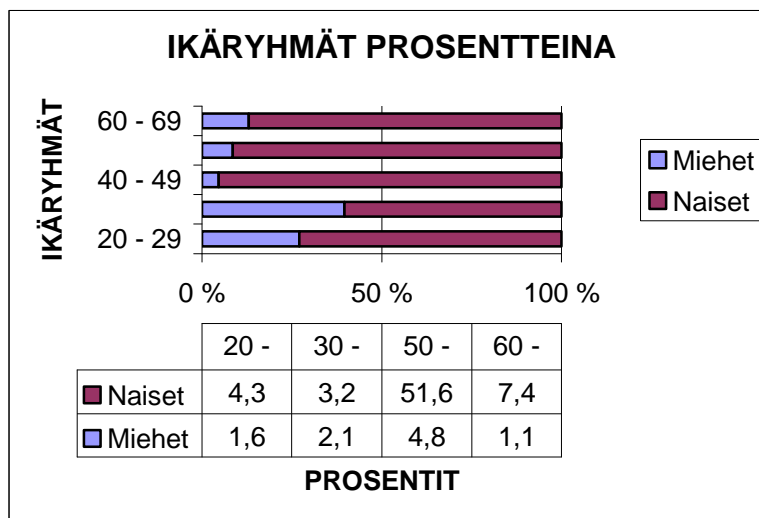 IKÄRYHMÄT PROSENTTEINA
IKÄRYHMÄT
60 - 69
40 - 49
20 - 29
0 % 50 % 100 %
Miehet
Naiset
20 - 30 - 50 - 60 -
Naiset 4,3 3,2 51,6 7,4
Miehet 1,6 2,1 4,8 1,1
PROSENTIT